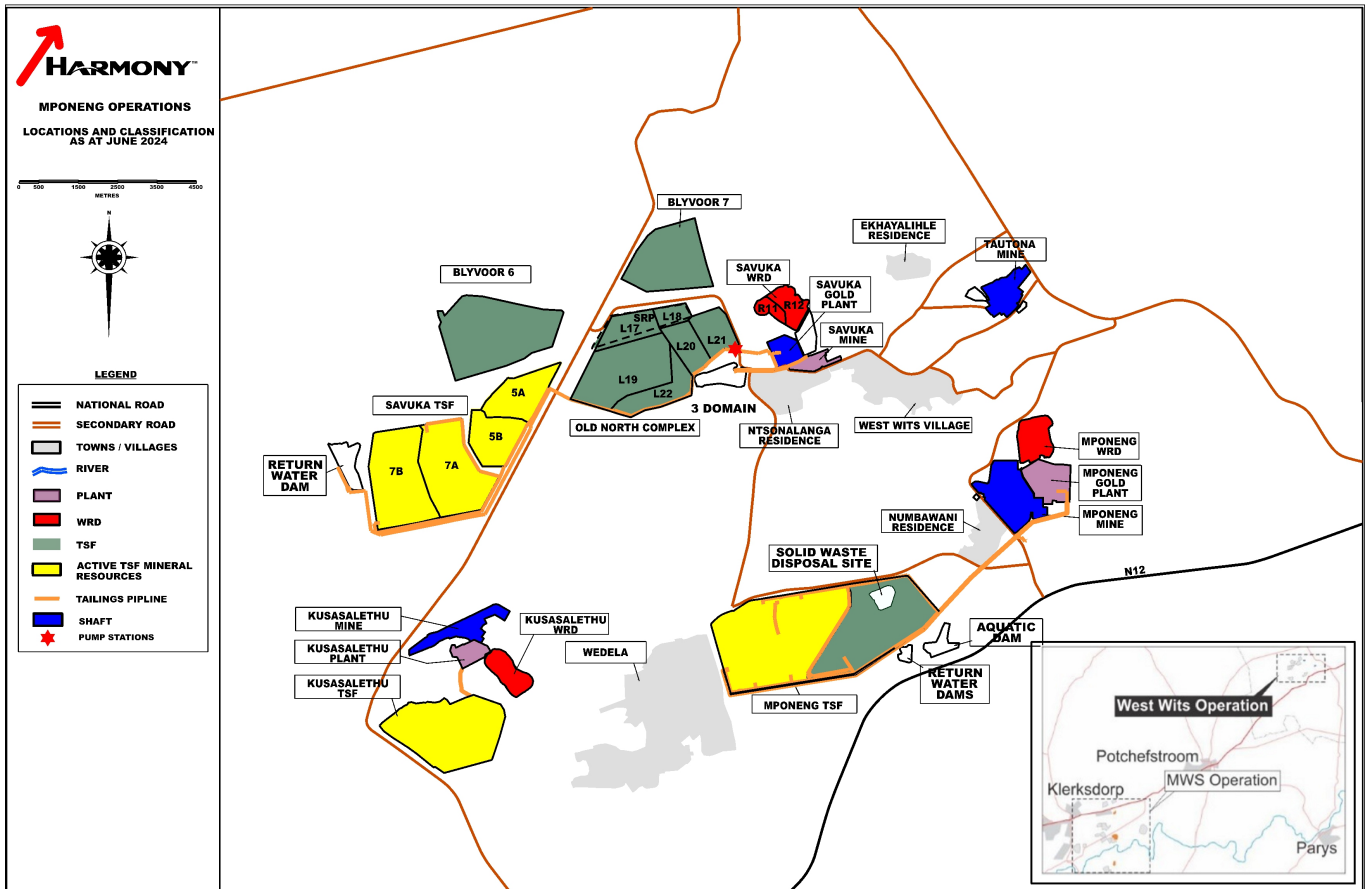 HARMONY™
MPONENG OPERATIONS
LOCATIONS AND CLASSIFICATION
AS AT JUNE 2024
0 500 1500 2500 3500 4500
METRES
N
LEGEND
NATIONAL ROAD
SECONDARY ROAD
TOWNS / VILLAGES
RIVER
PLANT
WRD
TSF
ACTIVE TSF MINERAL
RESOURCES
TAILINGS PIPLINE
SHAFT
PUMP STATIONS
BLYVOOR 7
BLYVOOR 6
EKHAYALIHLE
RESIDENCE
TAUTONA
MINE
SAVUKA
WRD
SAVUKA
GOLD
PLANT
SAVUKA
MINE
R11
R12
SRP
L17
L18
L20
L21
L19
L22
3 DOMAIN
OLD NORTH COMPLEX
NTSONALANGA
RESIDENCE
WEST WITS VILLAGE
SAVUKA TSF
5A
5B
7B
7A
RETURN
WATER
DAM
MPONENG
WRD
MPONENG
GOLD
PLANT
MPONENG
MINE
NUMBAWANI
RESIDENCE
N12
SOLID WASTE
DISPOSAL SITE
KUSASALETHU
MINE
KUSASALETHU
PLANT
KUSASALETHU
TSF
KUSASALETHU
WRD
WEDELA
AQUATIC
DAM
RETURN
WATER
DAMS
MPONENG TSF
West Wits Operation
Potchefstroom
MWS Operation
Klerksdorp
Parys